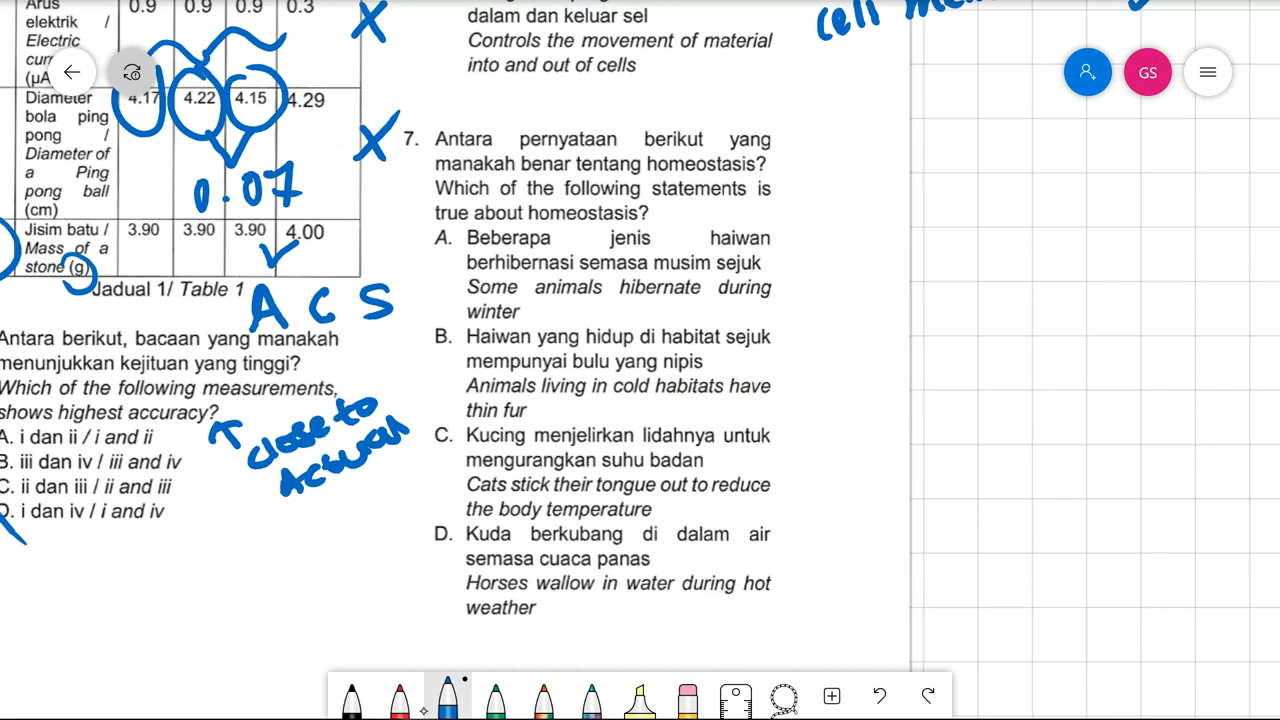 Arus
elektrik /
Electric
(µA
0.9 0.9 0.9 0.3
Diameter
bola ping
pong /
Diameter of
a Ping
pong ball
(cm)
4.17 4.22 4.15 4.29
0.07
Jisim batu /
Mass of a
stone (g)
3.90 3.90 3.90 4.00
Jadual 1/ Table 1
A C S
Antara berikut, bacaan yang manakah
menunjukkan kejituan yang tinggi?
Which of the following measurements,
shows highest accuracy?
close to
A. i dan ii / i and ii
B. iii dan iv / iii and iv
C. ii dan iii / ii and iii
D. i dan iv / i and iv
dalam dan keluar sel
Controls the movement of material
into and out of cells
cell
7. Antara pernyataan berikut yang
manakah benar tentang homeostasis?
Which of the following statements is
true about homeostasis?
A. Beberapa jenis haiwan
berhibernasi semasa musim sejuk
Some animals hibernate during
winter
B. Haiwan yang hidup di habitat sejuk
mempunyai bulu yang nipis
Animals living in cold habitats have
thin fur
C. Kucing menjelirkan lidahnya untuk
mengurangkan suhu badan
Cats stick their tongue out to reduce
the body temperature
D. Kuda berkubang di dalam air
semasa cuaca panas
Horses wallow in water during hot
weather
GS